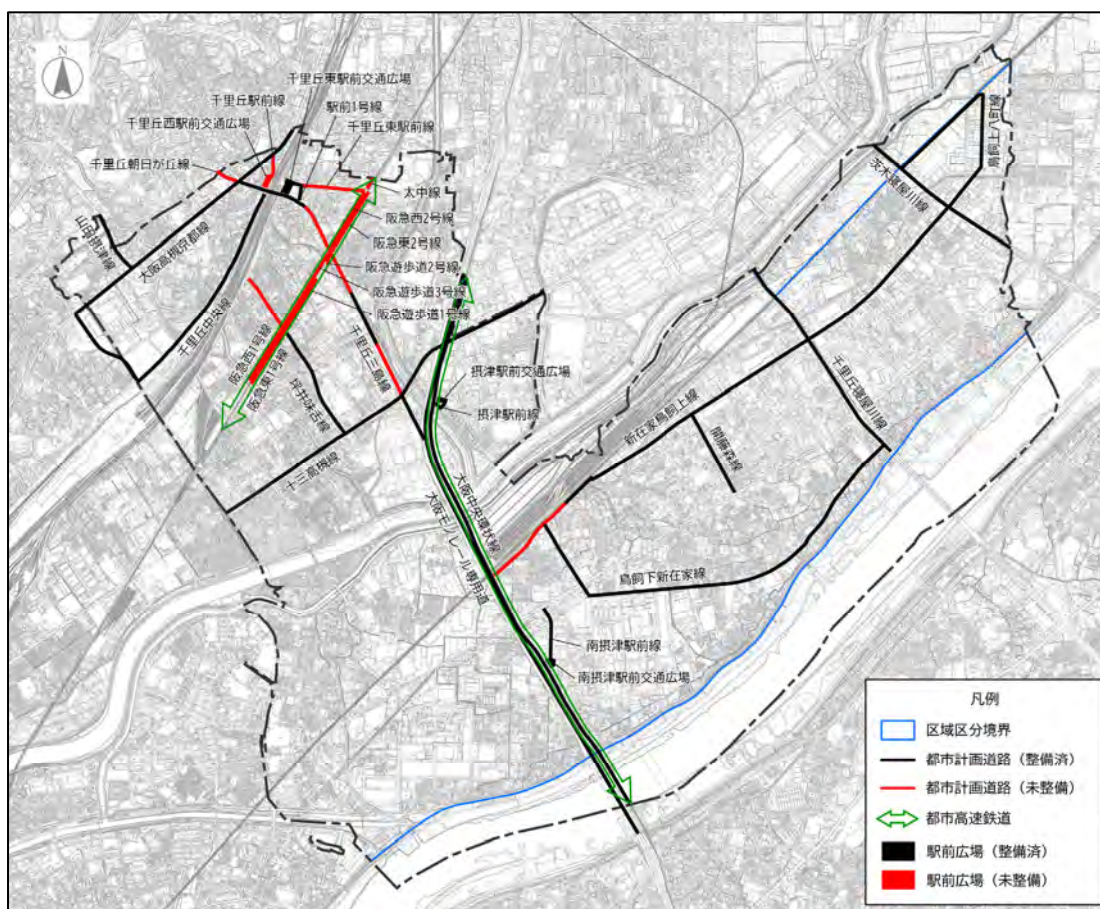 N
千里丘東駅前交通広場
千里丘駅前線
駅前1号線
千里丘西駅前交通広場
千里丘東駅前線
千里丘朝日が丘線
太中線
阪急西2号線
阪急東2号線
阪急遊歩道2号線
阪急遊歩道3号線
阪急遊歩道1号線
山田摂津線
大阪高槻京都線
千里丘中央線
阪急西1号線
阪急東1号線
坪井味舌線
千里丘三島線
十三高槻線
摂津駅前交通広場
摂津駅前線
大阪中央環状線
大阪モノレール専用道
新在家鳥飼上線
鳥飼上八町線
茨木寝屋川線
千里丘寝屋川線
鳥飼下新在家線
南摂津駅前線
南摂津駅前交通広場
凡例
区域区分境界
都市計画道路（整備済）
都市計画道路（未整備）
都市高速鉄道
駅前広場（整備済）
駅前広場（未整備）